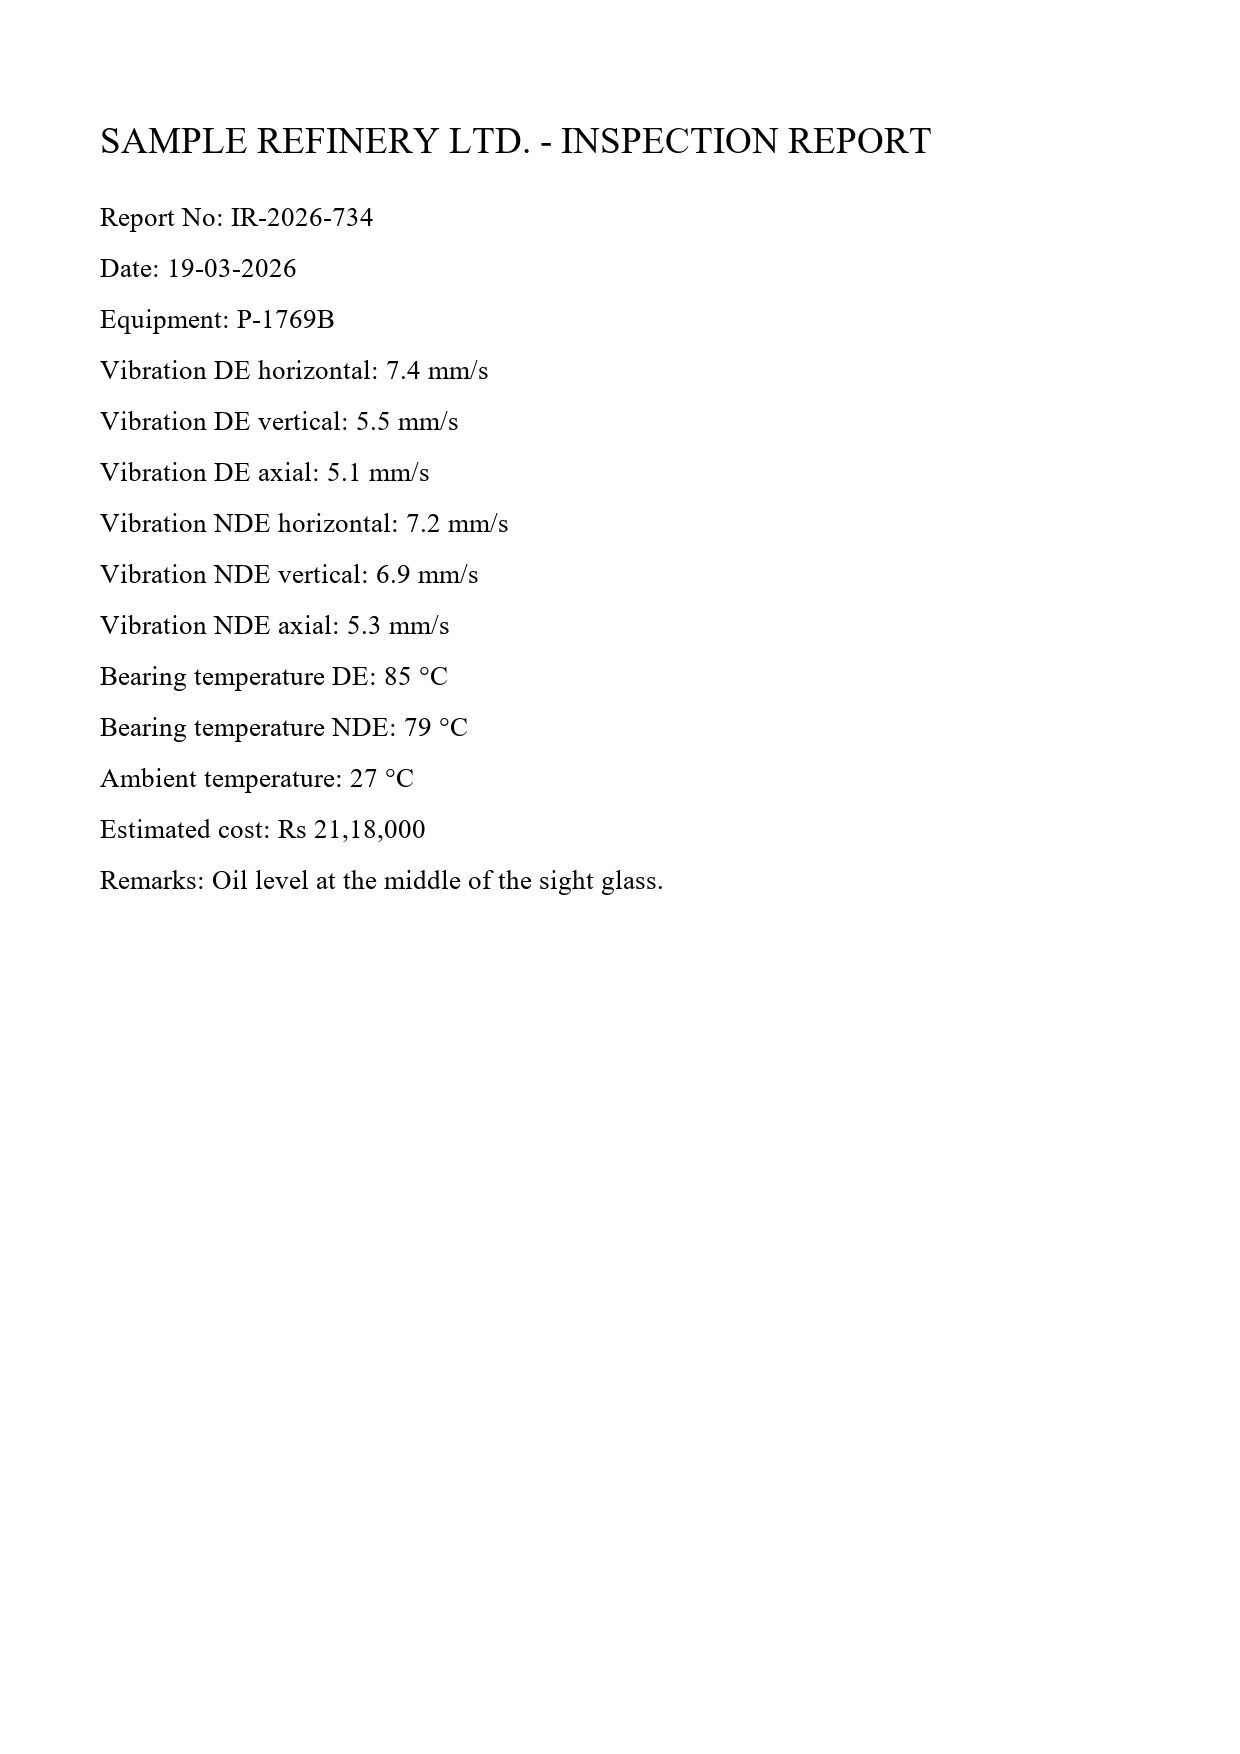 SAMPLE REFINERY LTD. - INSPECTION REPORT
Report No: IR-2026-734
Date: 19-03-2026
Equipment: P-1769B
Vibration DE horizontal: 7.4 mm/s
Vibration DE vertical: 5.5 mm/s
Vibration DE axial: 5.1 mm/s
Vibration NDE horizontal: 7.2 mm/s
Vibration NDE vertical: 6.9 mm/s
Vibration NDE axial: 5.3 mm/s
Bearing temperature DE: 85 °C
Bearing temperature NDE: 79 °C
Ambient temperature: 27 °C
Estimated cost: Rs 21,18,000
Remarks: Oil level at the middle of the sight glass.